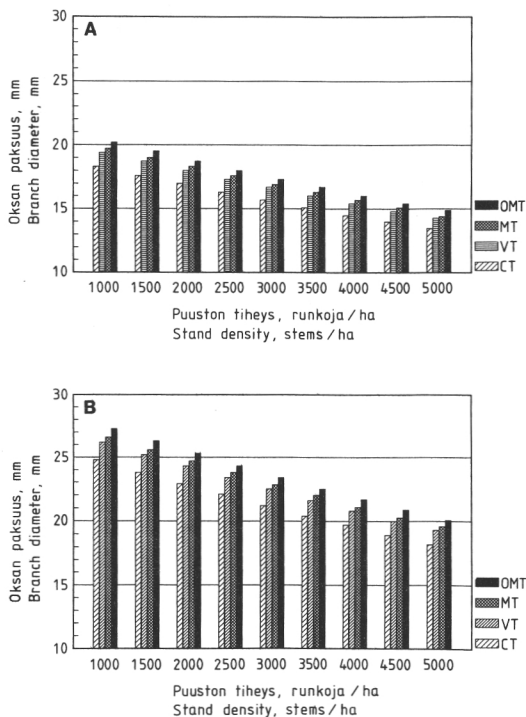 A
30
25
20
15
10
Oksan paksuus, mm
Branch diameter, mm
1000 1500 2000 2500 3000 3500 4000 4500 5000
Puuston tiheys, runkoja/ha
Stand density, stems/ha
OMT
MT
VT
CT
B
30
25
20
15
10
Oksan paksuus, mm
Branch diameter, mm
1000 1500 2000 2500 3000 3500 4000 4500 5000
Puuston tiheys, runkoja/ha
Stand density, stems/ha
OMT
MT
VT
CT